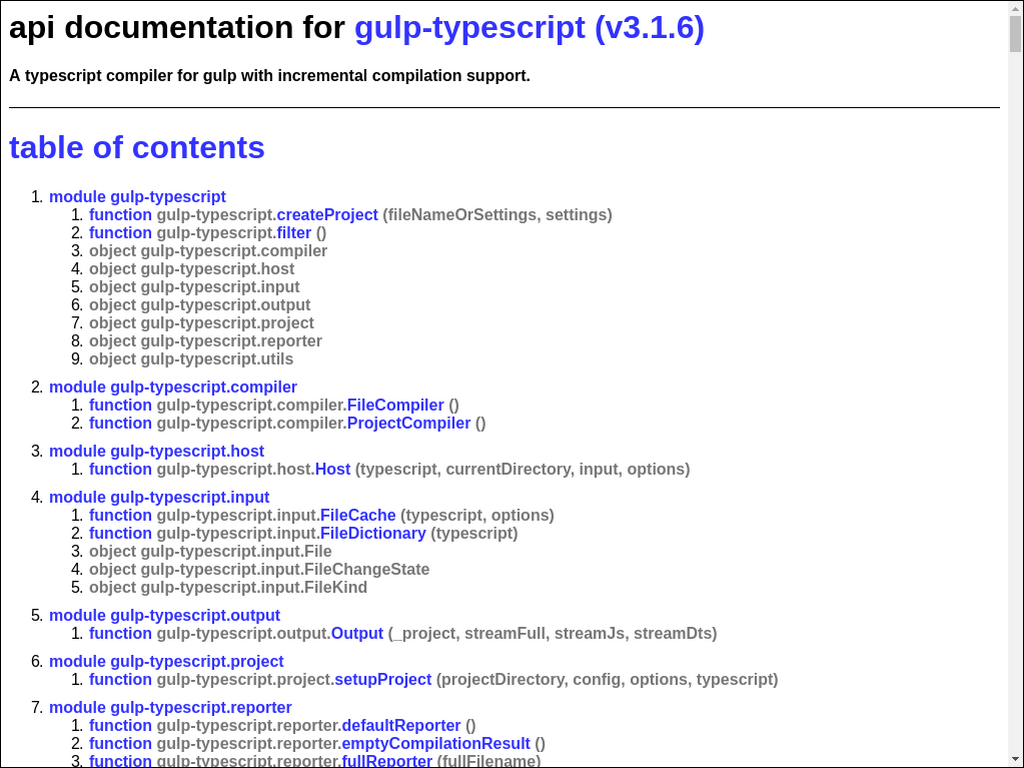 api documentation for gulp-typescript (v3.1.6)
A typescript compiler for gulp with incremental compilation support.
table of contents
1. module gulp-typescript
1. function gulp-typescript.createProject (fileNameOrSettings, settings)
2. function gulp-typescript.filter ()
3. object gulp-typescript.compiler
4. object gulp-typescript.host
5. object gulp-typescript.input
6. object gulp-typescript.output
7. object gulp-typescript.project
8. object gulp-typescript.reporter
9. object gulp-typescript.utils
2. module gulp-typescript.compiler
1. function gulp-typescript.compiler.FileCompiler ()
2. function gulp-typescript.compiler.ProjectCompiler ()
3. module gulp-typescript.host
1. function gulp-typescript.host.Host (typescript, currentDirectory, input, options)
4. module gulp-typescript.input
1. function gulp-typescript.input.FileCache (typescript, options)
2. function gulp-typescript.input.FileDictionary (typescript)
3. object gulp-typescript.input.File
4. object gulp-typescript.input.FileChangeState
5. object gulp-typescript.input.FileKind
5. module gulp-typescript.output
1. function gulp-typescript.output.Output (_project, streamFull, streamJs, streamDts)
6. module gulp-typescript.project
1. function gulp-typescript.project.setupProject (projectDirectory, config, options, typescript)
7. module gulp-typescript.reporter
1. function gulp-typescript.reporter.defaultReporter ()
2. function gulp-typescript.reporter.emptyCompilationResult ()
3. function gulp-typescript.reporter.fullReporter (fullFilename)